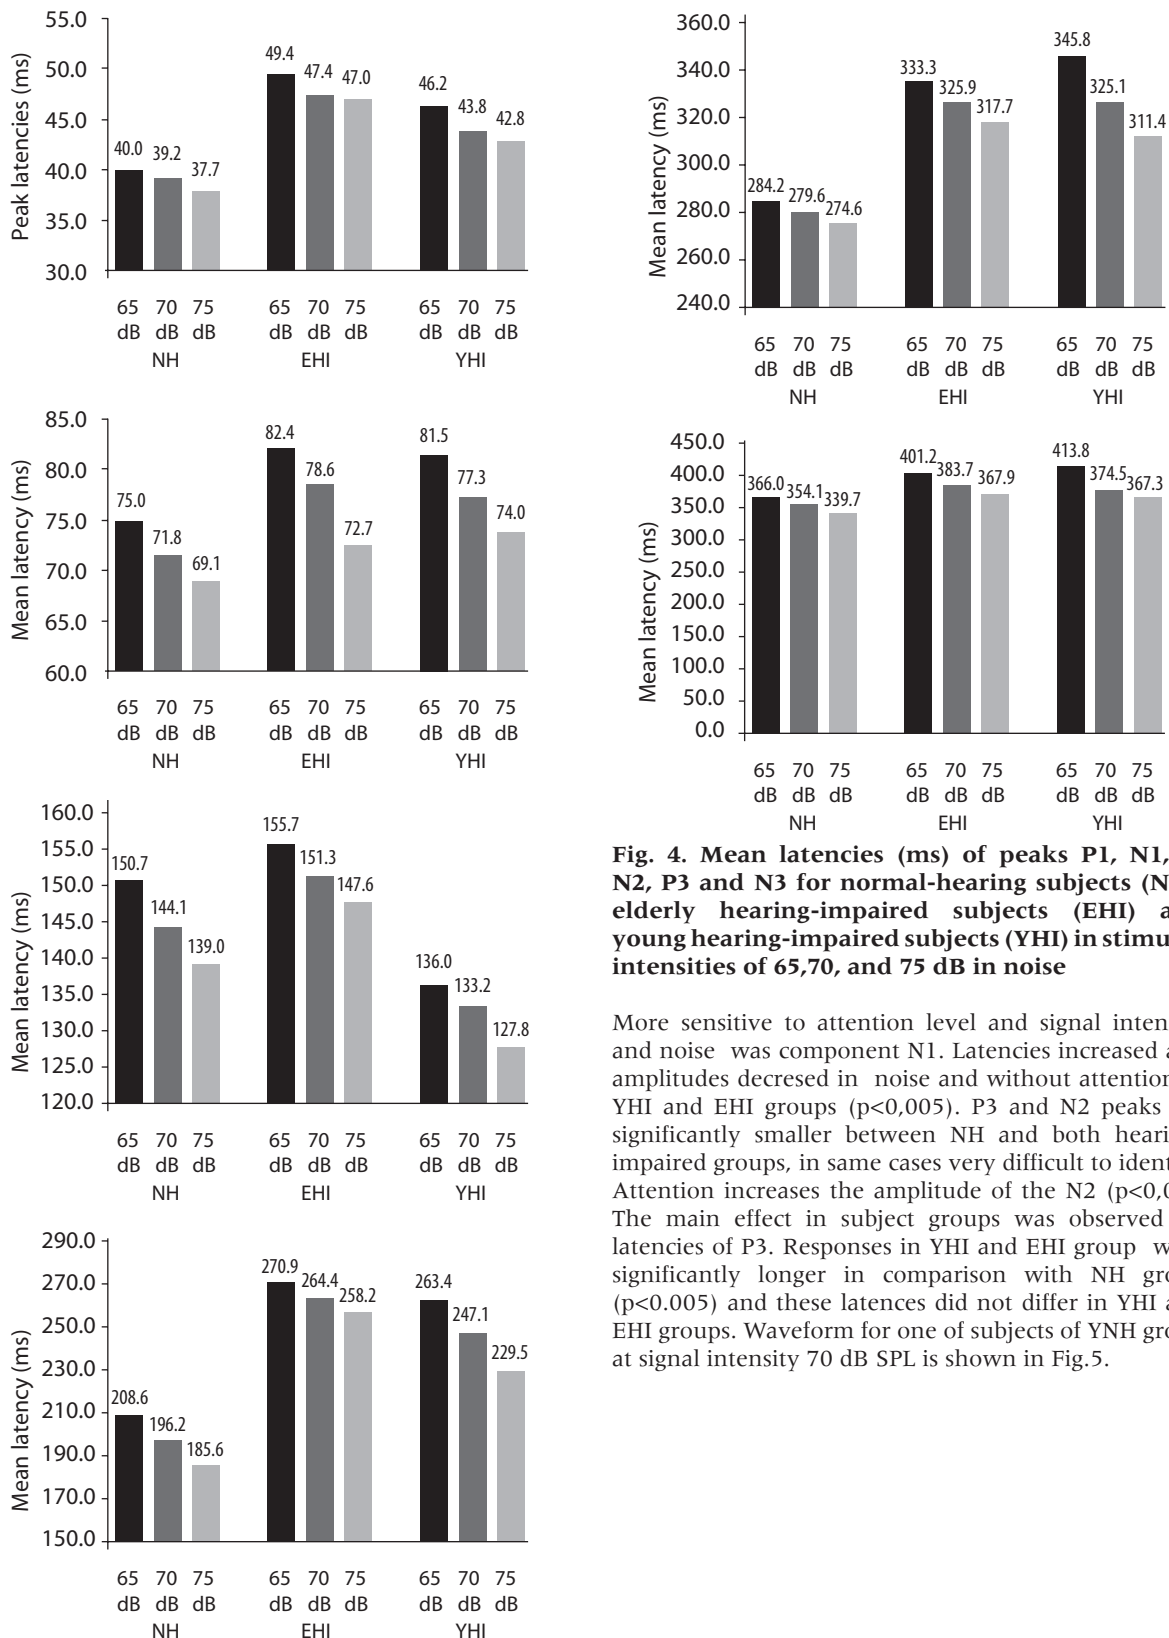 55.0
50.0
45.0
40.0
35.0
30.0
Peak latencies (ms)
40.0 39.2 37.7
49.4 47.4 47.0
46.2 43.8 42.8
65 70 75 65 70 75 65 70 75
dB dB dB dB dB dB dB dB dB
NH EHI YHI
85.0
80.0
75.0
70.0
65.0
60.0
Mean latency (ms)
75.0 71.8 69.1
82.4 78.6 72.7
81.5 77.3 74.0
65 70 75 65 70 75 65 70 75
dB dB dB dB dB dB dB dB dB
NH EHI YHI
160.0
155.0
150.0
145.0
140.0
135.0
130.0
125.0
120.0
Mean latency (ms)
150.7 144.1 139.0
155.7 151.3 147.6
136.0 133.2 127.8
65 70 75 65 70 75 65 70 75
dB dB dB dB dB dB dB dB dB
NH EHI YHI
290.0
270.0
250.0
230.0
210.0
190.0
170.0
150.0
Mean latency (ms)
208.6 196.2 185.6
270.9 264.4 258.2
263.4 247.1 229.5
65 70 75 65 70 75 65 70 75
dB dB dB dB dB dB dB dB dB
NH EHI YHI
360.0
340.0
320.0
300.0
280.0
260.0
240.0
Mean latency (ms)
284.2 279.6 274.6
333.3 325.9 317.7
345.8 325.1 311.4
65 70 75 65 70 75 65 70 75
dB dB dB dB dB dB dB dB dB
NH EHI YHI
450.0
400.0
350.0
300.0
250.0
200.0
150.0
100.0
50.0
0.0
Mean latency (ms)
366.0 354.1 339.7
401.2 383.7 367.9
413.8 374.5 367.3
65 70 75 65 70 75 65 70 75
dB dB dB dB dB dB dB dB dB
NH EHI YHI
Fig. 4. Mean latencies (ms) of peaks P1, N1,
N2, P3 and N3 for normal-hearing subjects
elderly hearing-impaired subjects (EHI)
young hearing-impaired subjects (YHI) in
intensities of 65,70, and 75 dB in noise
More sensitive to attention level and signal
and noise was component N1. Latencies increased
amplitudes decresed in noise and without attention
YHI and EHI groups (p<0,005). P3 and N2 peaks
significantly smaller between NH and both
impaired groups, in same cases very difficult to
Attention increases the amplitude of the N2
The main effect in subject groups was observed
latencies of P3. Responses in YHI and EHI group
significantly longer in comparison with NH
(p<0.005) and these latences did not differ in YHI
EHI groups. Waveform for one of subjects of YNH
at signal intensity 70 dB SPL is shown in Fig.5.